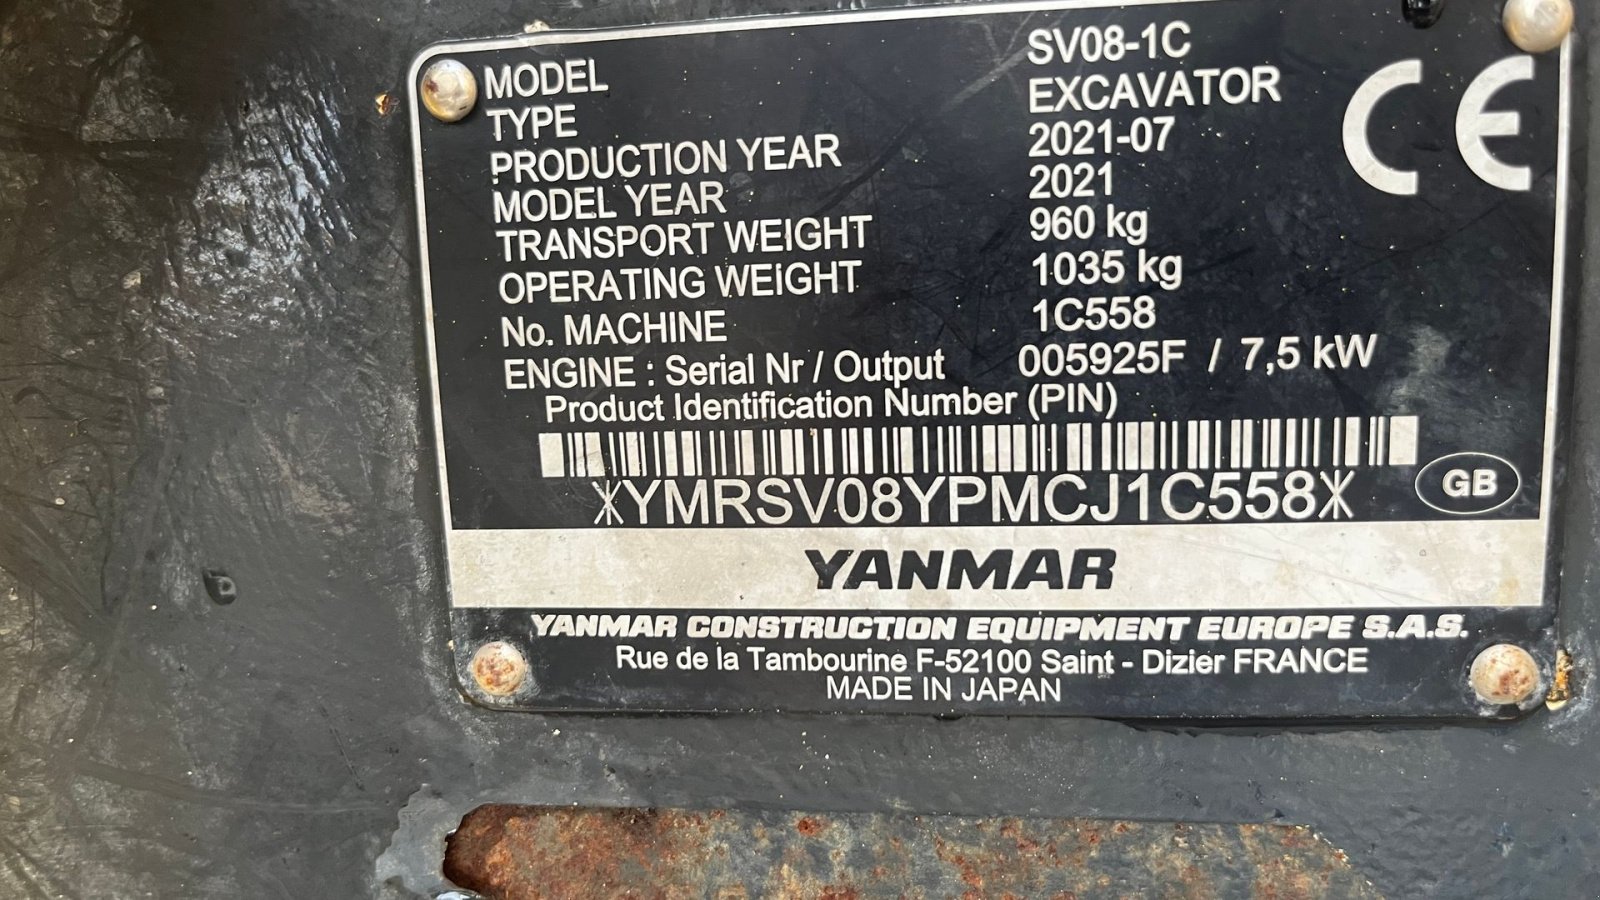 MODEL SV08-1C
TYPE EXCAVATOR
PRODUCTION YEAR 2021-07
MODEL YEAR 2021
TRANSPORT WEIGHT 960 kg
OPERATING WEIGHT 1035 kg
No. MACHINE 1C558
ENGINE : Serial Nr / Output 005925F / 7,5 kW
Product Identification Number (PIN)
*YMRSV08YPMCJ1C558*
GB
CE
YANMAR
YANMAR CONSTRUCTION EQUIPMENT EUROPE S.A.S.
Rue de la Tambourine F-52100 Saint - Dizier FRANCE
MADE IN JAPAN